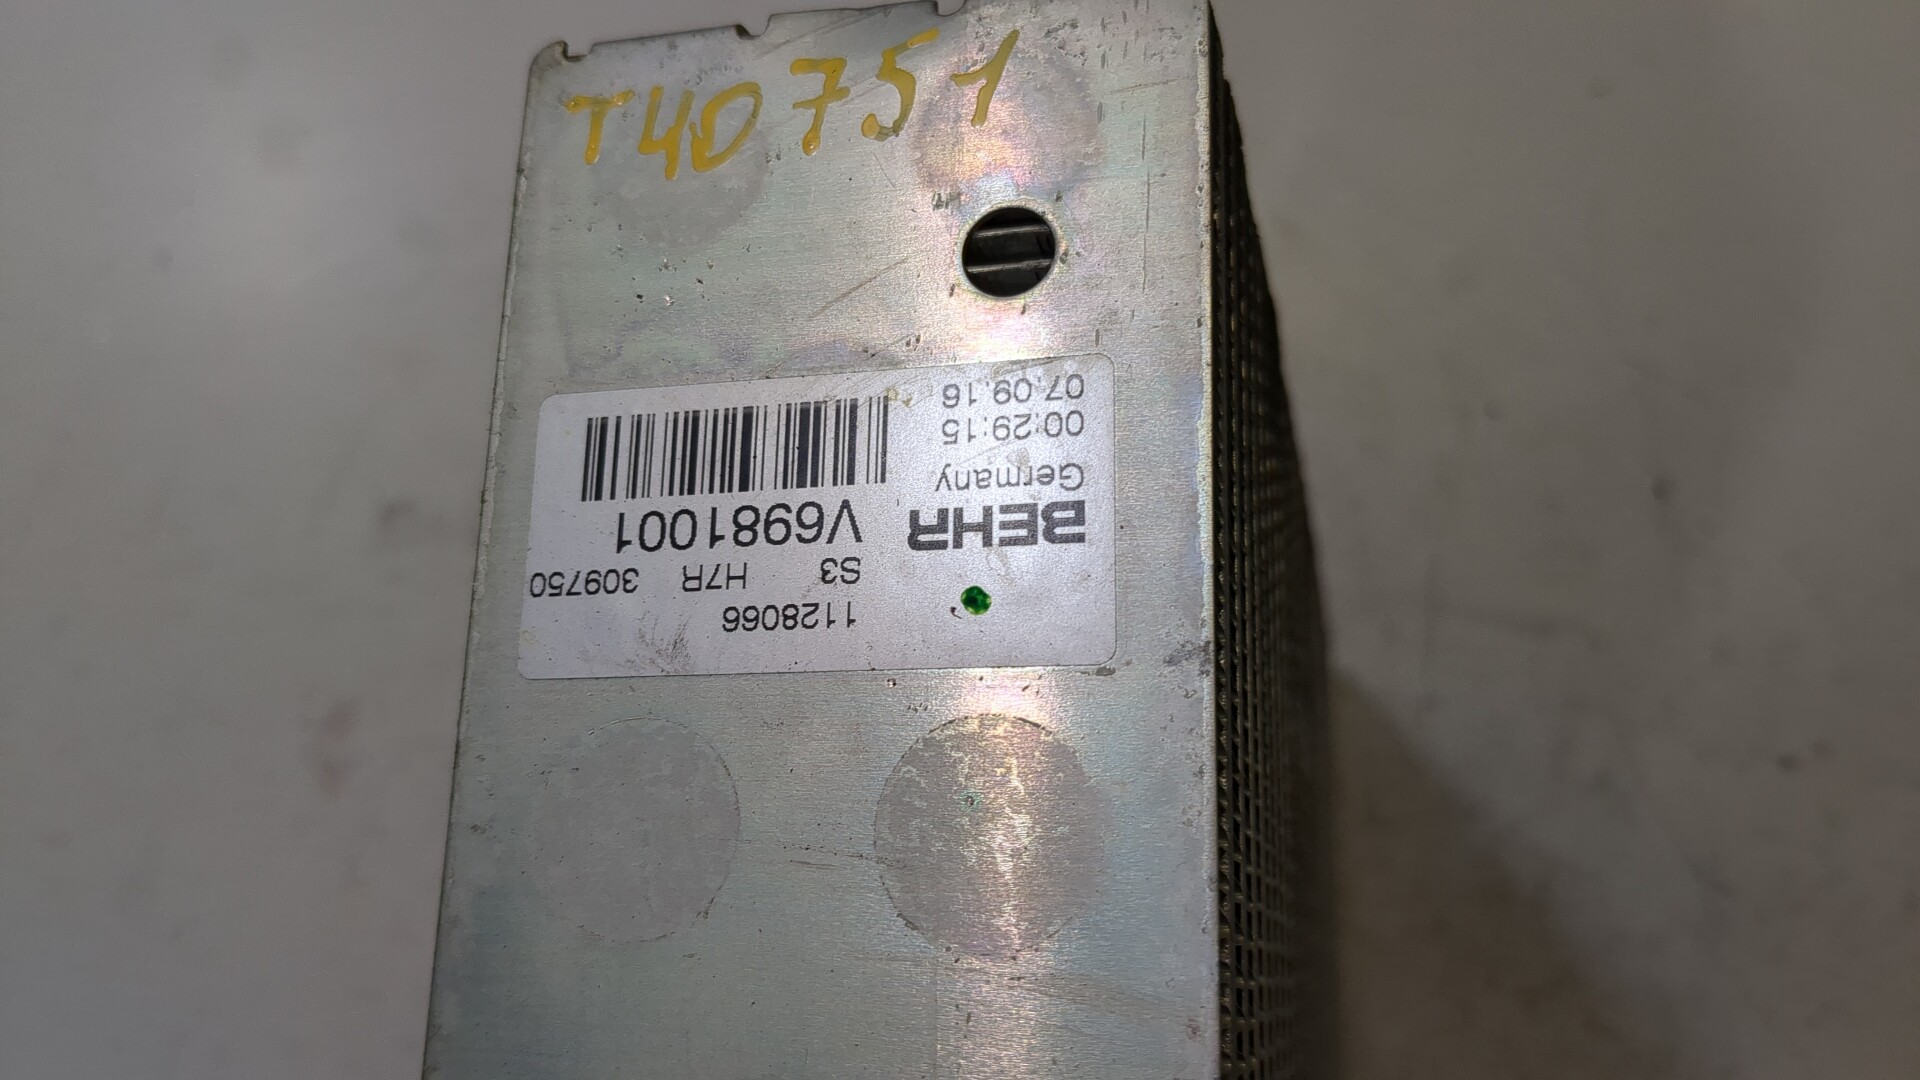 T40751
1128066
S3 H7R 309750
V6981001
BEHR
Germany
00:29:15
07.09.16